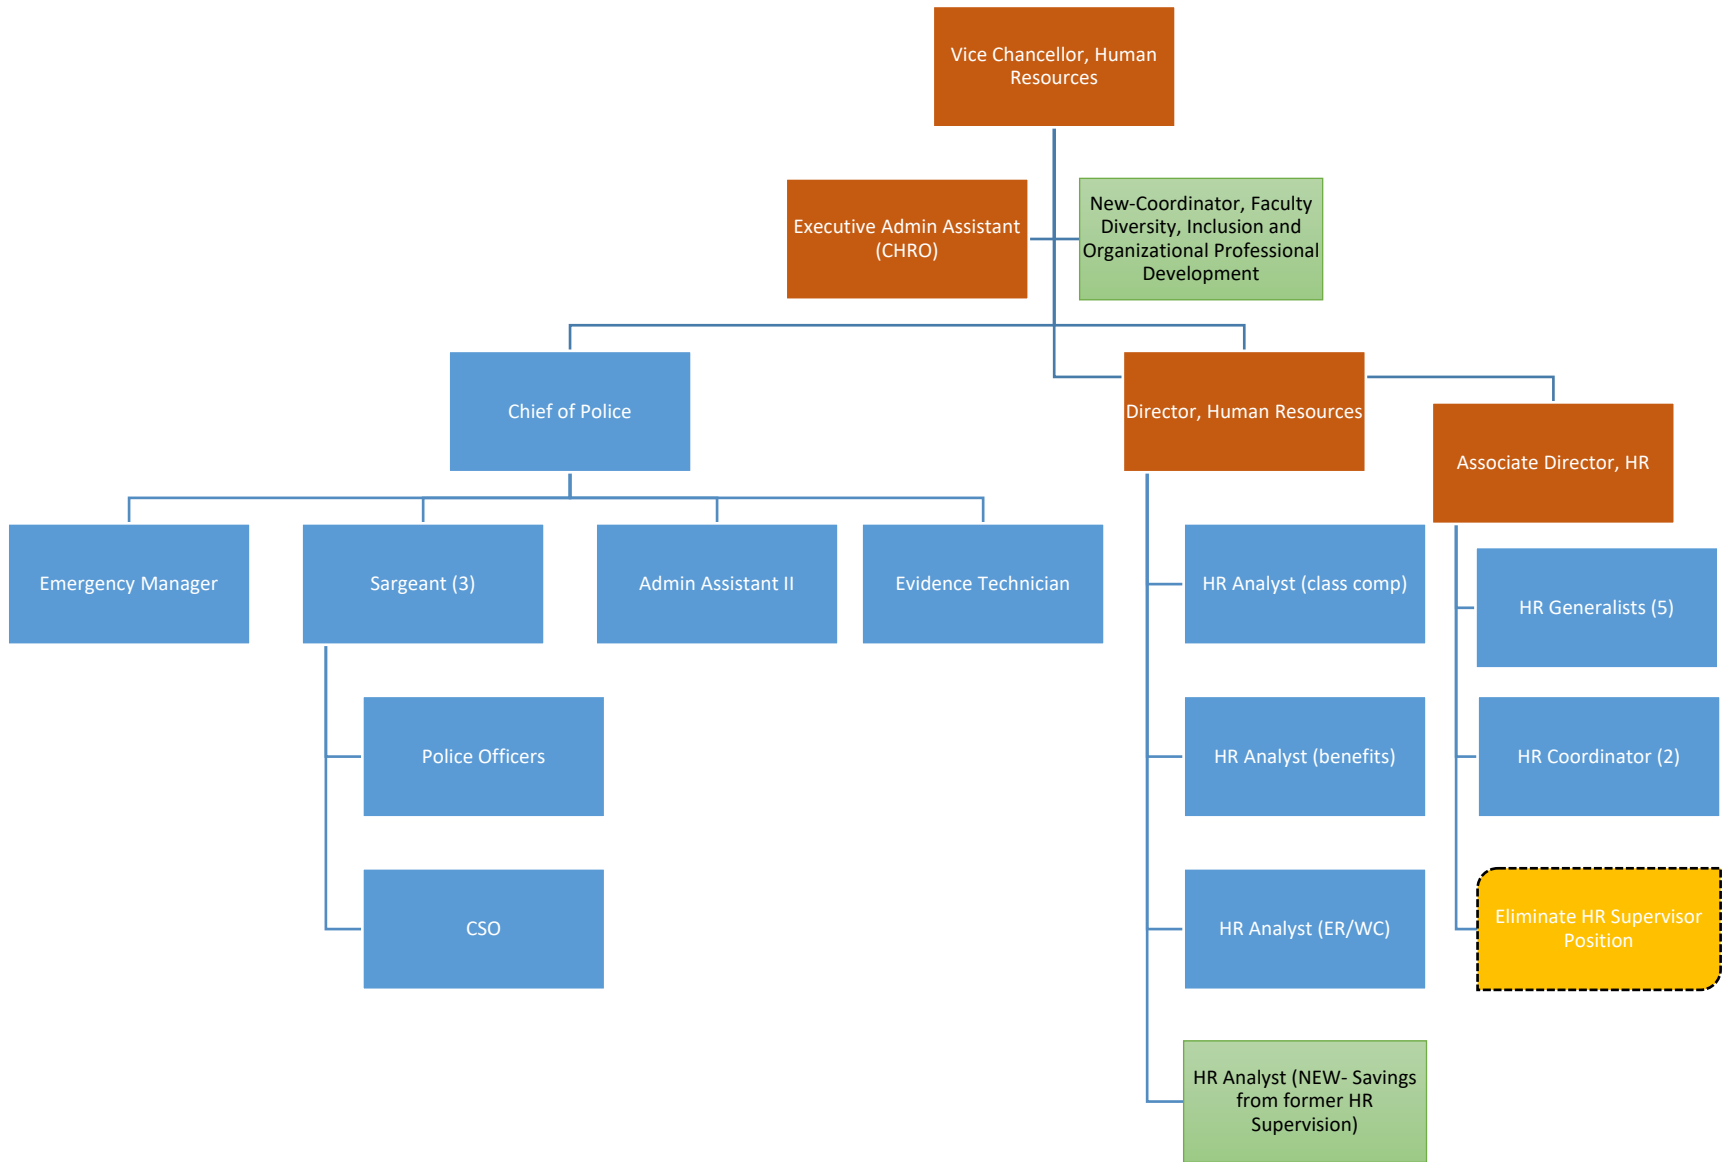 Vice Chancellor, Human
Resources
Executive Admin Assistant
(CHRO)
New-Coordinator, Faculty
Diversity, Inclusion and
Organizational Professional
Development
Chief of Police
Director, Human Resources
Associate Director, HR
Emergency Manager
Sargeant (3)
Admin Assistant II
Evidence Technician
HR Analyst (class comp)
HR Generalists (5)
Police Officers
HR Analyst (benefits)
HR Coordinator (2)
CSO
HR Analyst (ER/WC)
Eliminate HR Supervisor
Position
HR Analyst (NEW- Savings
from former HR
Supervision)